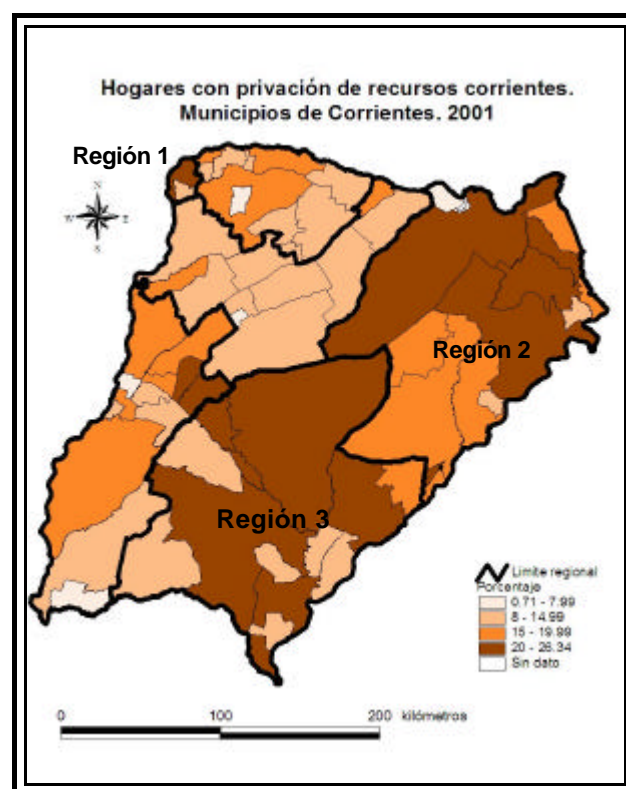 Hogares con privación de recursos corrientes.
Municipios de Corrientes. 2001
Región 1
N
W E
S
Región 2
Región 3
Limite regional
Porcentaje
0,71 - 7.99
8 - 14.99
15 - 19.99
20 - 26.34
Sin dato
0 100 200 kilómetros